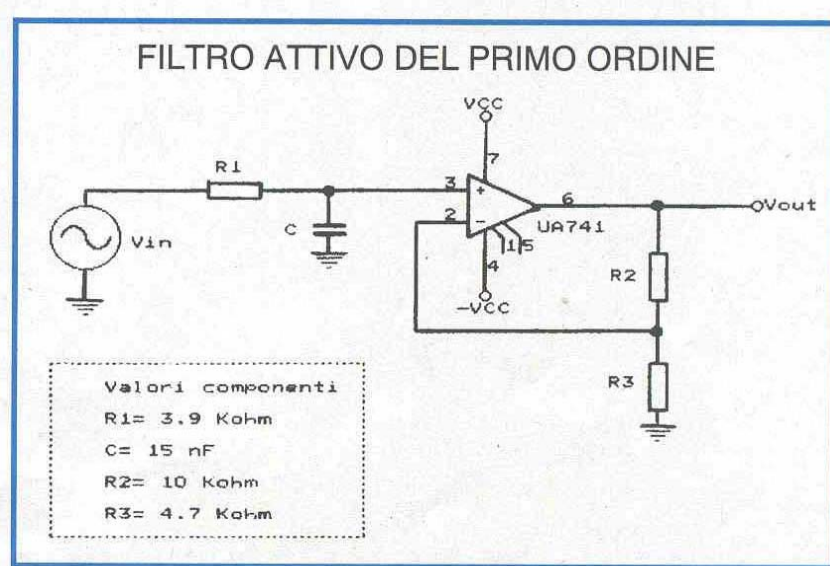 FILTRO ATTIVO DEL PRIMO ORDINE
VCC
7
R1
3
+
6
Vout
2
-
UA741
C
1
5
Vin
4
R2
-VCC
R3
Valori componenti
R1= 3.9 Kohm
C= 15 nF
R2= 10 Kohm
R3= 4.7 Kohm